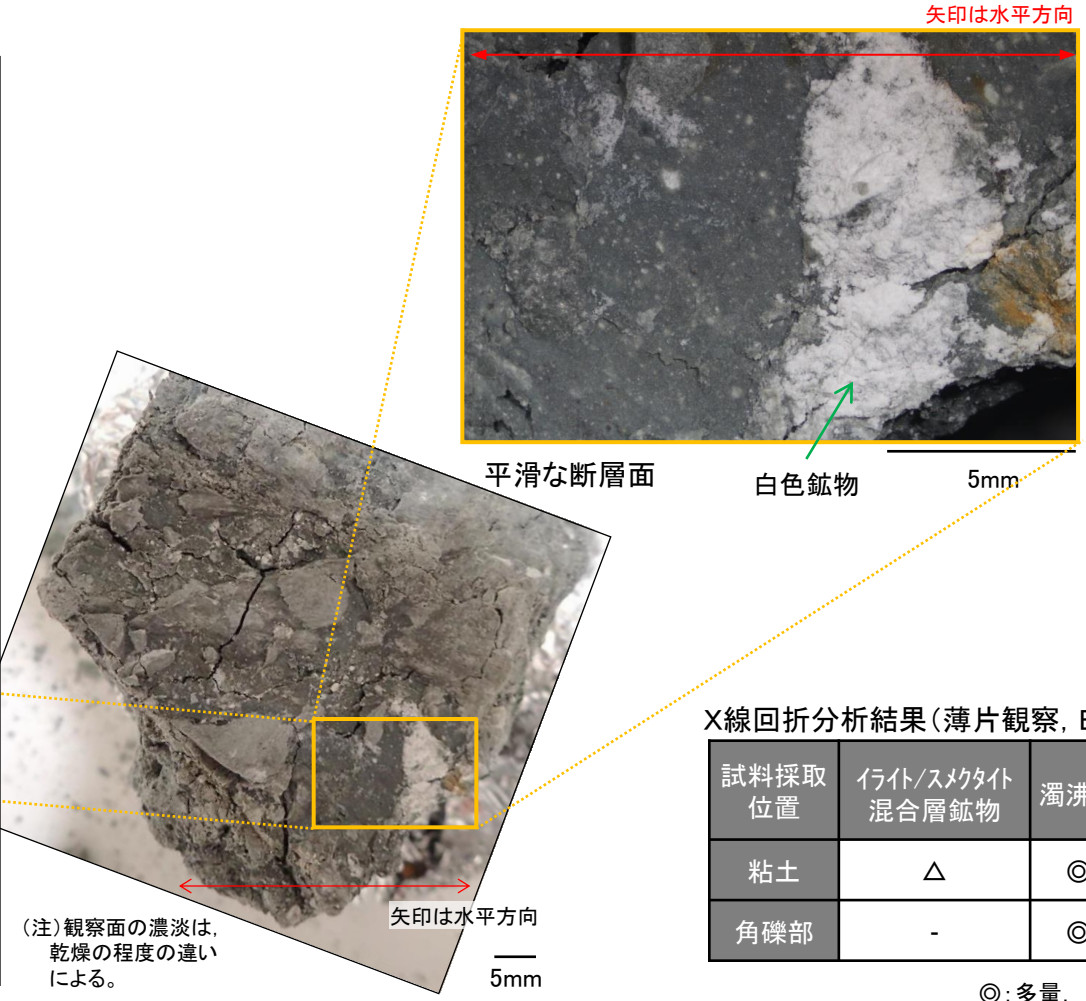 矢印は水平方向
平滑な断層面
白色鉱物
5mm
X線回折分析結果(薄片観察,
試料採取位置
イライト/スメクタイト混合層鉱物
濁沸
粘土
△
◎
角礫部
-
◎
矢印は水平方向
5mm
(注)観察面の濃淡は,
乾燥の程度の違い
による。
◎:多量,